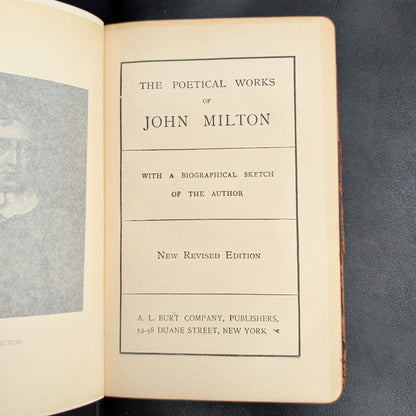 THE POETICAL WORKS
OF
JOHN MILTON
WITH A BIOGRAPHICAL SKETCH
OF THE AUTHOR
NEW REVISED EDITION
A. L. BURT COMPANY, PUBLISHERS,
52-58 DUANE STREET, NEW YORK
ILTON.